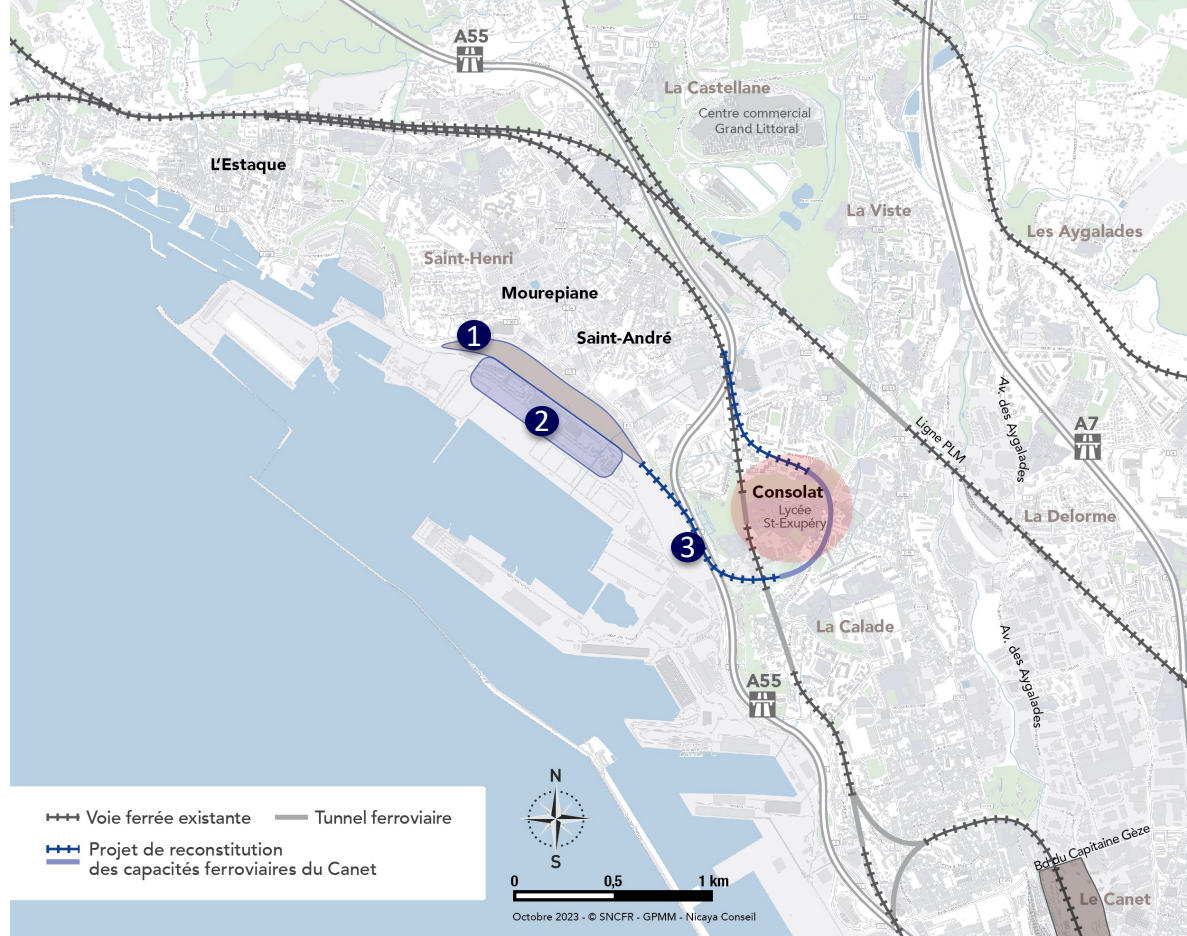 A55
La Castellane
Centre commercial
Grand Littoral
L'Estaque
La Viste
Les Aygalades
Saint-Henri
Mourepiane
Saint-André
1
2
3
Av. des Aygalades
A7
Ligne PLM
Consolat
Lycée
St-Exupéry
La Delorme
La Calade
Av. des Aygalades
A55
N
S
Voie ferrée existante
Tunnel ferroviaire
Projet de reconstitution
des capacités ferroviaires du Canet
0 0,5 1 km
Octobre 2023 - © SNCFR - GPMM - Nicaya Conseil
Bd du Capitaine Gèze
Le Canet